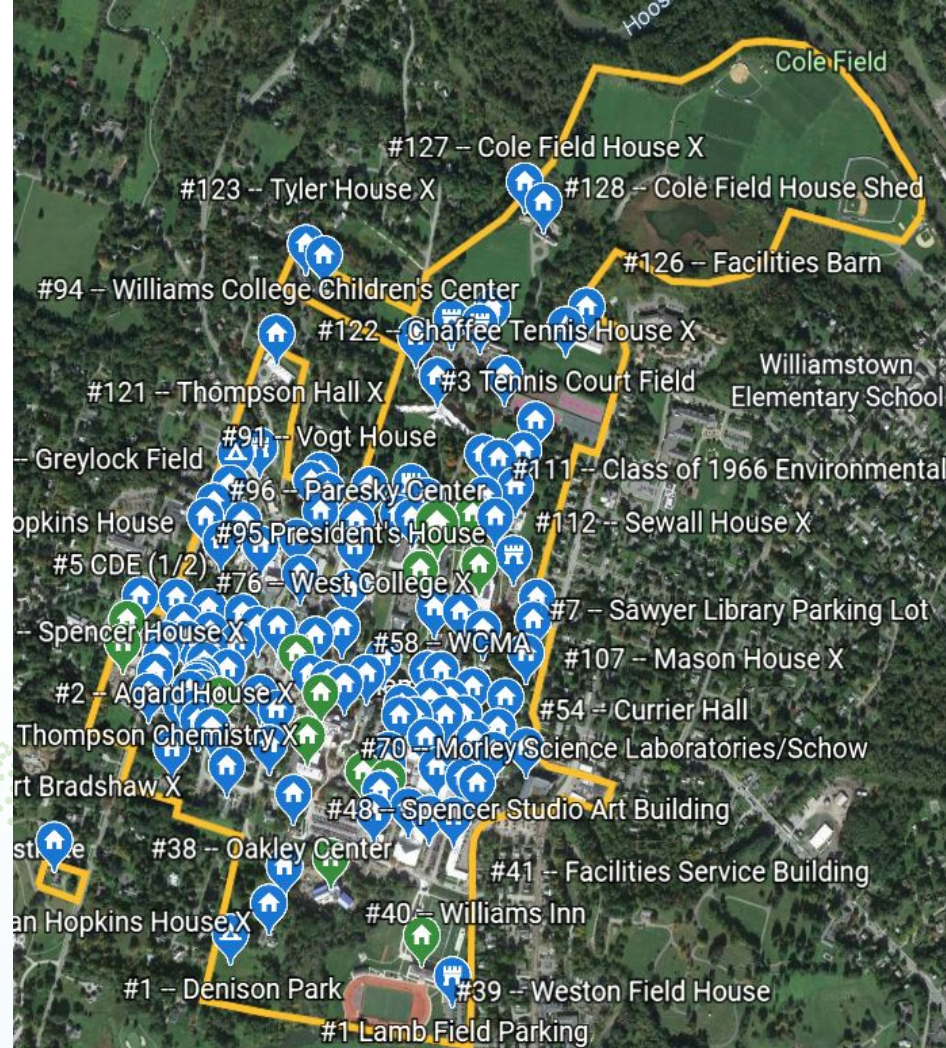 Hoos
Cole Field
#127 – Cole Field House X
#123 – Tyler House X
#128 – Cole Field House Shed
#126 – Facilities Barn
#94 – Williams College Children's Center
#122 – Chaffee Tennis House X
Williamstown
Elementary School
#3 Tennis Court Field
#121 – Thompson Hall X
#91 – Vogt House
– Greylock Field
#111 – Class of 1966 Environmental
#96 – Paresky Center
opkins House
#112 – Sewall House X
#95 President's House
#5 CDE (1/2)
#76 – West College X
#7 – Sawyer Library Parking Lot
– Spencer House X
#58 – WCMA
#107 – Mason House X
#2 – Agard House X
#54 – Currier Hall
Thompson Chemistry X
#70 – Morley Science Laboratories/Schow
rt Bradshaw X
#48 – Spencer Studio Art Building
#38 – Oakley Center
#41 – Facilities Service Building
#40 – Williams Inn
an Hopkins House X
#1 – Denison Park
#39 – Weston Field House
#1 Lamb Field Parking